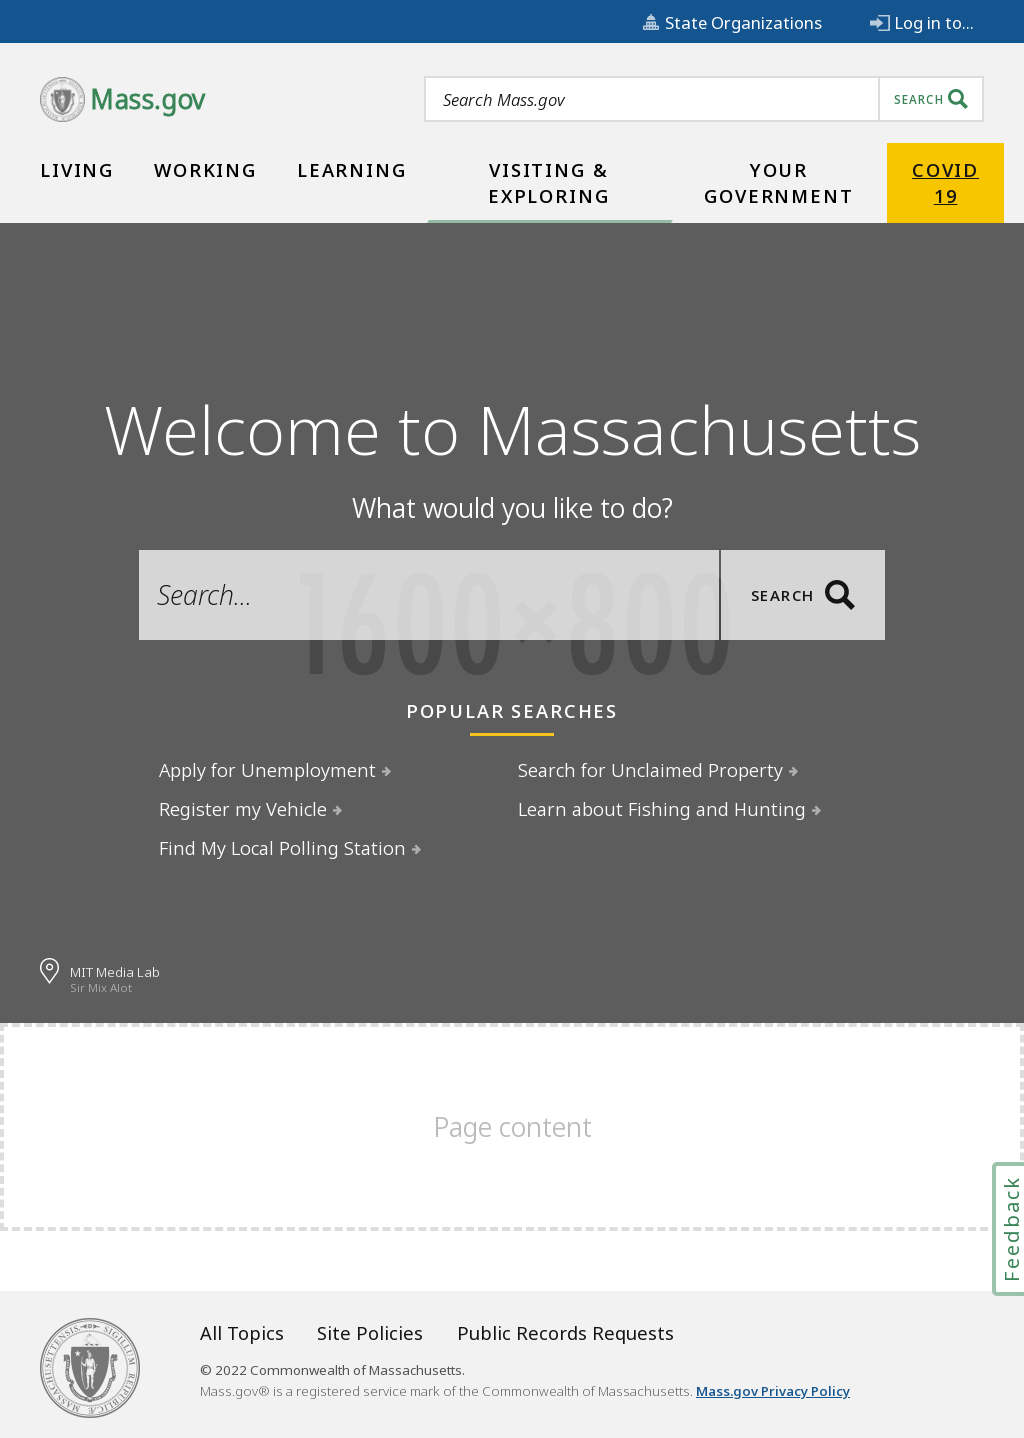 State Organizations
Log in to...
Mass.gov
Search Mass.gov
SEARCH
LIVING
WORKING
LEARNING
VISITING &
EXPLORING
YOUR
GOVERNMENT
COVID
19
Welcome to Massachusetts
What would you like to do?
Search...
SEARCH
1600×800
POPULAR SEARCHES
Apply for Unemployment
Search for Unclaimed Property
Register my Vehicle
Learn about Fishing and Hunting
Find My Local Polling Station
MIT Media Lab
Sir Mix Alot
Page content
Feedback
All Topics
Site Policies
Public Records Requests
© 2022 Commonwealth of Massachusetts.
Mass.gov® is a registered service mark of the Commonwealth of Massachusetts. Mass.gov Privacy Policy